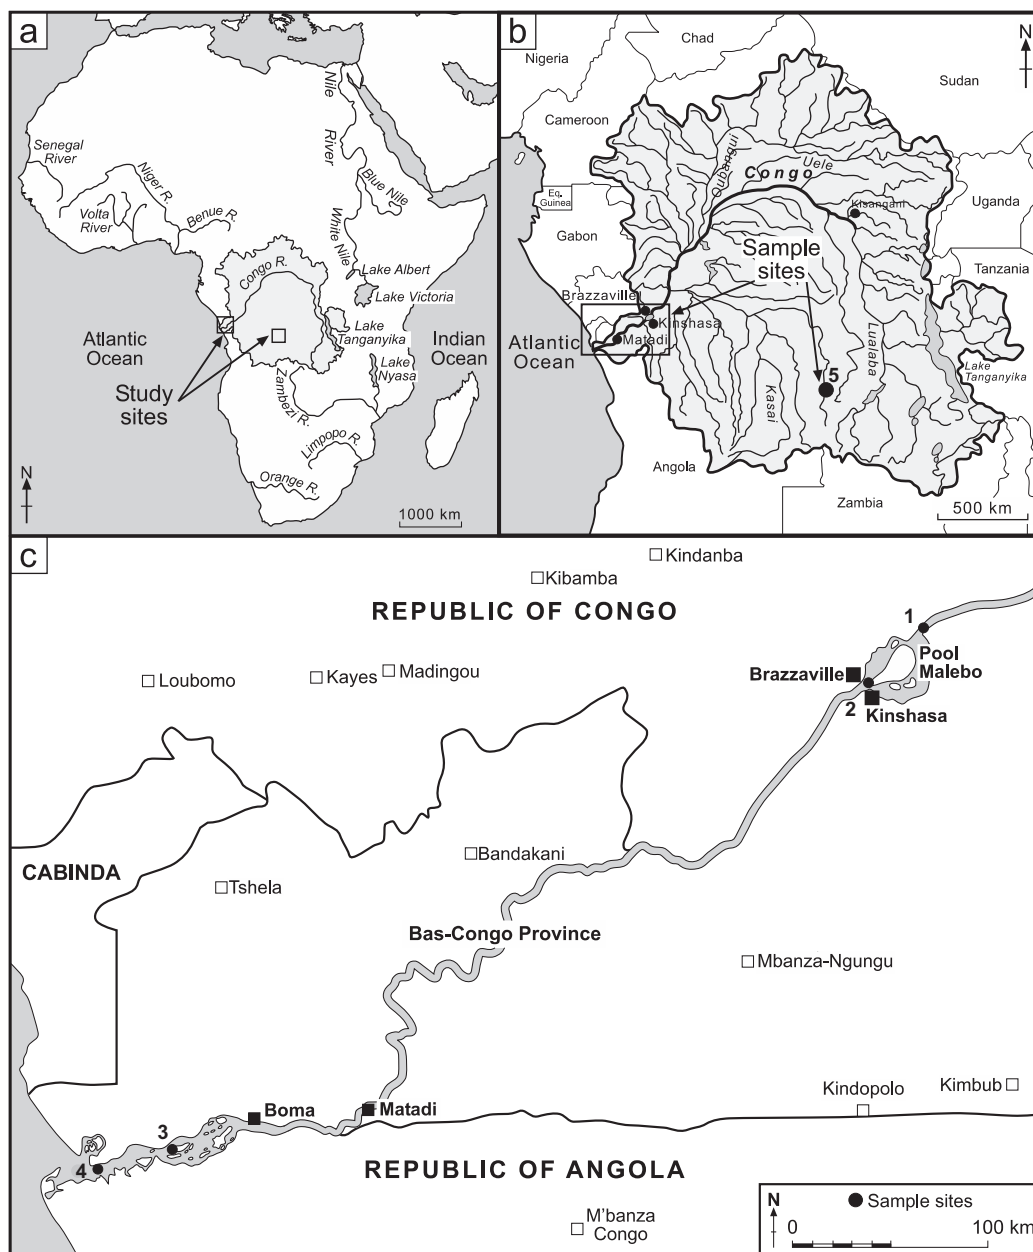 a
Senegal
River
Niger R.
Volta
River
Benue R.
Nile
River
Blue Nile
White Nile
Congo R.
Lake Albert
Lake Victoria
Lake
Tanganyika
Lake
Nyasa
Atlantic
Ocean
Indian
Ocean
Study
sites
Zambezi R.
Limpopo R.
Orange R.
N
1000 km
b
N
Nigeria
Chad
Sudan
Cameroon
Oubangui
Uele
Congo
Kisangani
Eq.
Guinea
Gabon
Uganda
Sample
sites
Tanzania
Brazzaville
Kinshasa
Matadi
Atlantic
Ocean
Lualaba
Lake
Tanganyika
5
Kasai
Angola
Zambia
500 km
c
Kindanba
Kibamba
REPUBLIC OF CONGO
1
Pool
Malebo
Loubomo
Kayes
Madingou
Brazzaville
2
Kinshasa
Bandakani
CABINDA
Tshela
Bas-Congo Province
Mbanza-Ngungu
Kindopolo
Kimbub
Boma
Matadi
3
4
REPUBLIC OF ANGOLA
M'banza
Congo
N
Sample sites
0
100 km